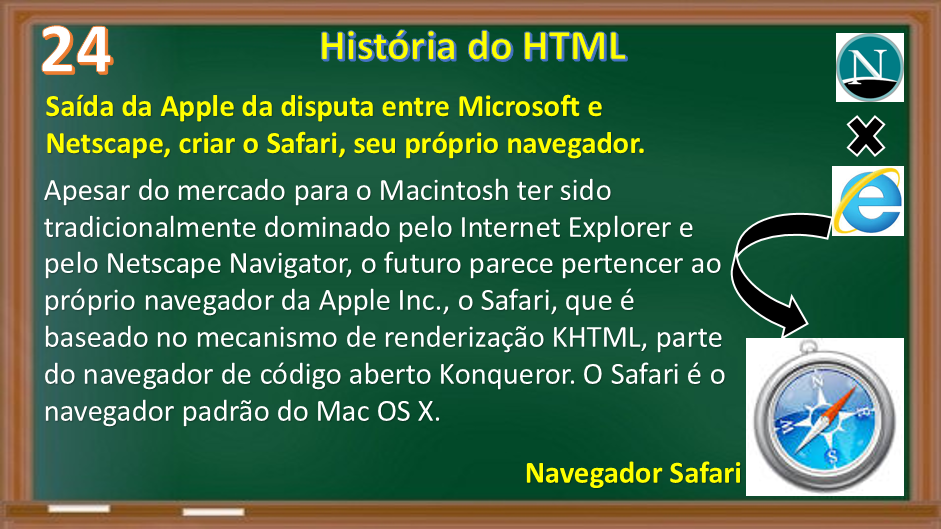 24
História do HTML
Saída da Apple da disputa entre Microsoft e
Netscape, criar o Safari, seu próprio navegador.
Apesar do mercado para o Macintosh ter sido
tradicionalmente dominado pelo Internet Explorer e
pelo Netscape Navigator, o futuro parece pertencer ao
próprio navegador da Apple Inc., o Safari, que é
baseado no mecanismo de renderização KHTML, parte
do navegador de código aberto Konqueror. O Safari é o
navegador padrão do Mac OS X.
Navegador Safari
N
N
S